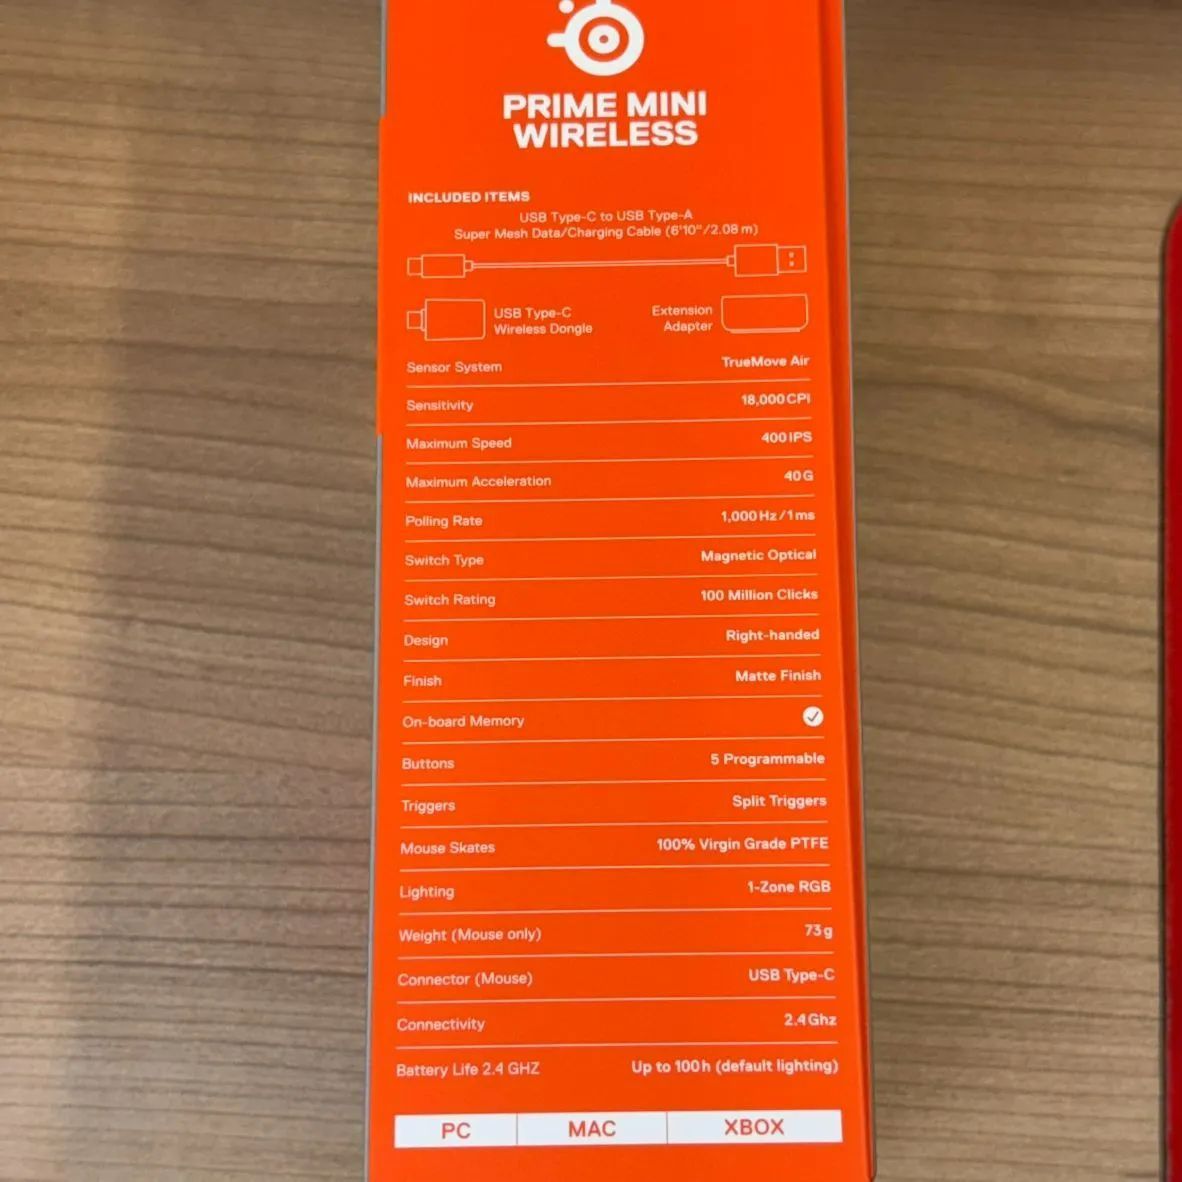 PRIME MINI
WIRELESS
INCLUDED ITEMS
USB Type-C to USB Type-A
Super Mesh Data/Charging Cable (6'10"/2.08 m)
USB Type-C
Wireless Dongle
Extension
Adapter
Sensor System TrueMove Air
Sensitivity 18,000 CPI
Maximum Speed 400 IPS
Maximum Acceleration 40 G
Polling Rate 1,000 Hz / 1 ms
Switch Type Magnetic Optical
Switch Rating 100 Million Clicks
Design Right-handed
Finish Matte Finish
On-board Memory
Buttons 5 Programmable
Triggers Split Triggers
Mouse Skates 100% Virgin Grade PTFE
Lighting 1-Zone RGB
Weight (Mouse only) 73 g
Connector (Mouse) USB Type-C
Connectivity 2.4 Ghz
Battery Life 2.4 GHZ Up to 100 h (default lighting)
PC MAC XBOX